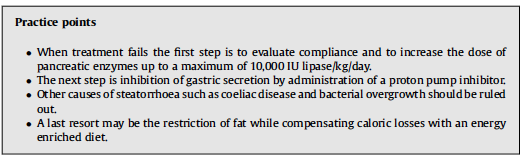 Practice points
• When treatment fails the first step is to evaluate compliance and to increase the dose of
pancreatic enzymes up to a maximum of 10,000 IU lipase/kg/day.
• The next step is inhibition of gastric secretion by administration of a proton pump inhibitor.
• Other causes of steatorrhoea such as coeliac disease and bacterial overgrowth should be ruled
out.
• A last resort may be the restriction of fat while compensating caloric losses with an energy
enriched diet.